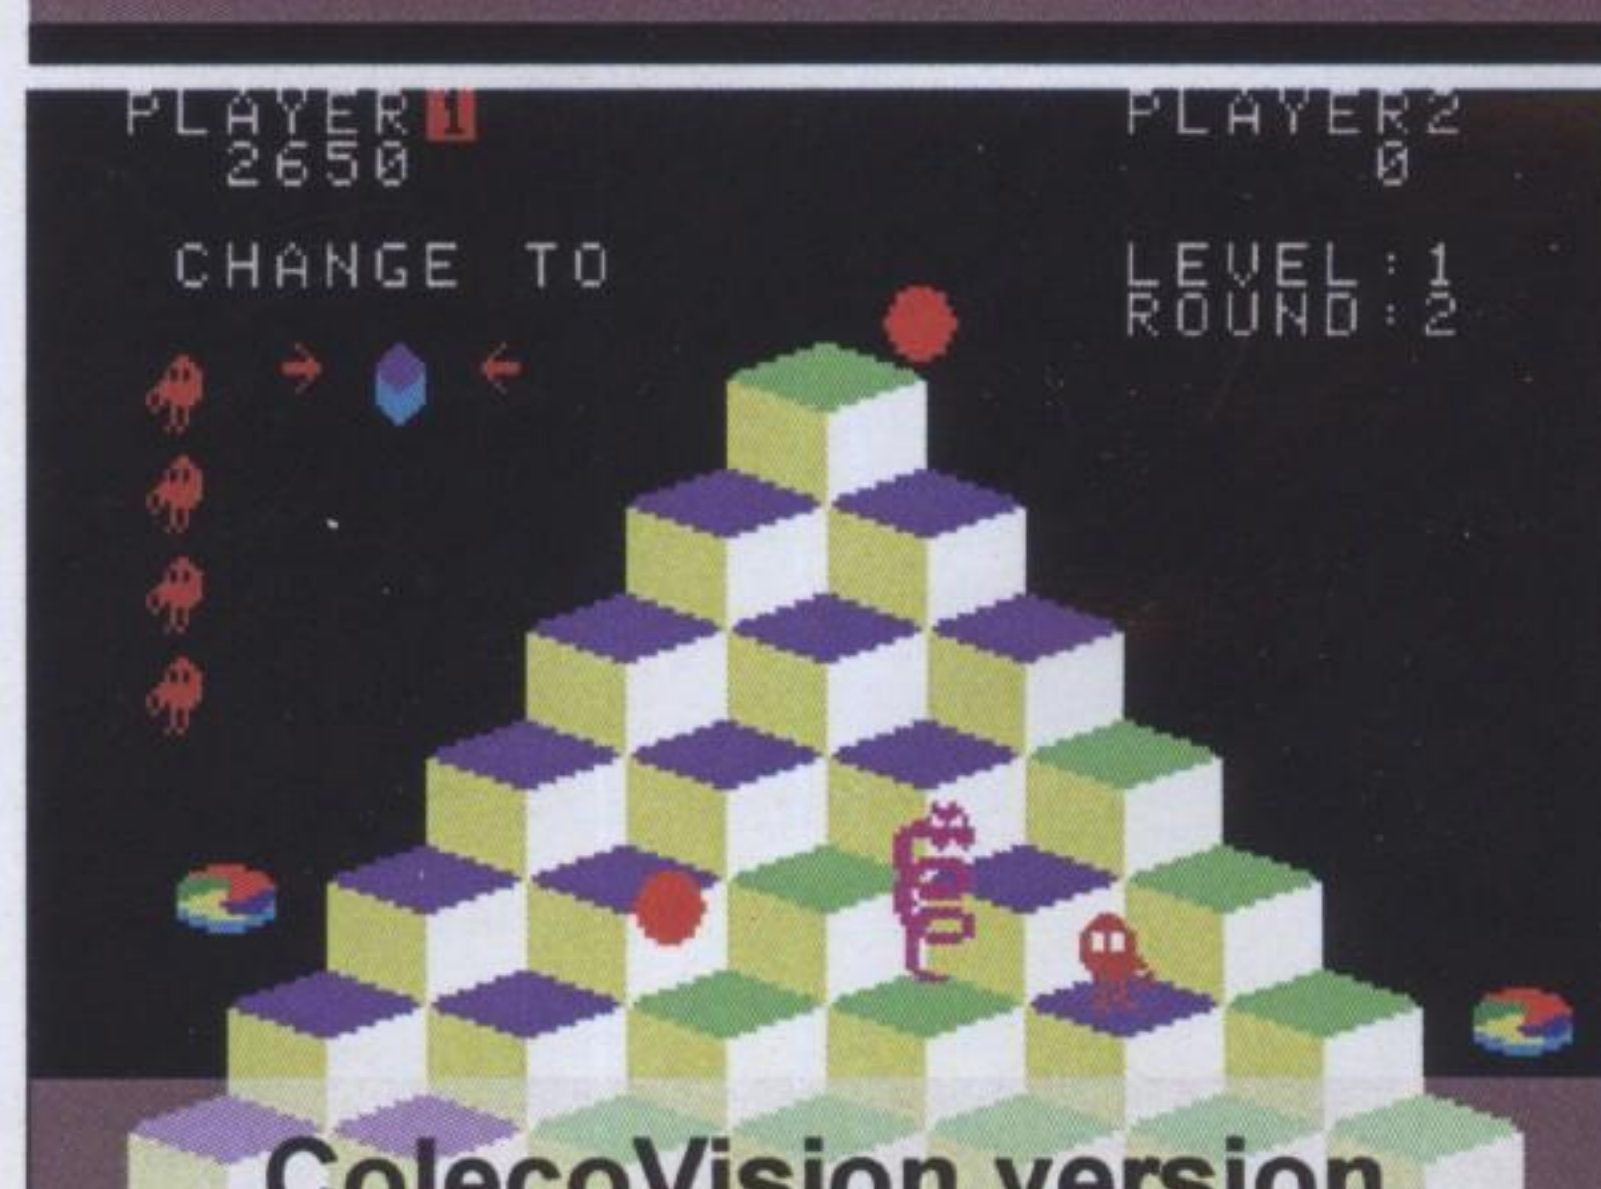 PLAYER1 PLAYER2
2650 0
CHANGE TO LEVEL:1
ROUND:2
ColecoVision version